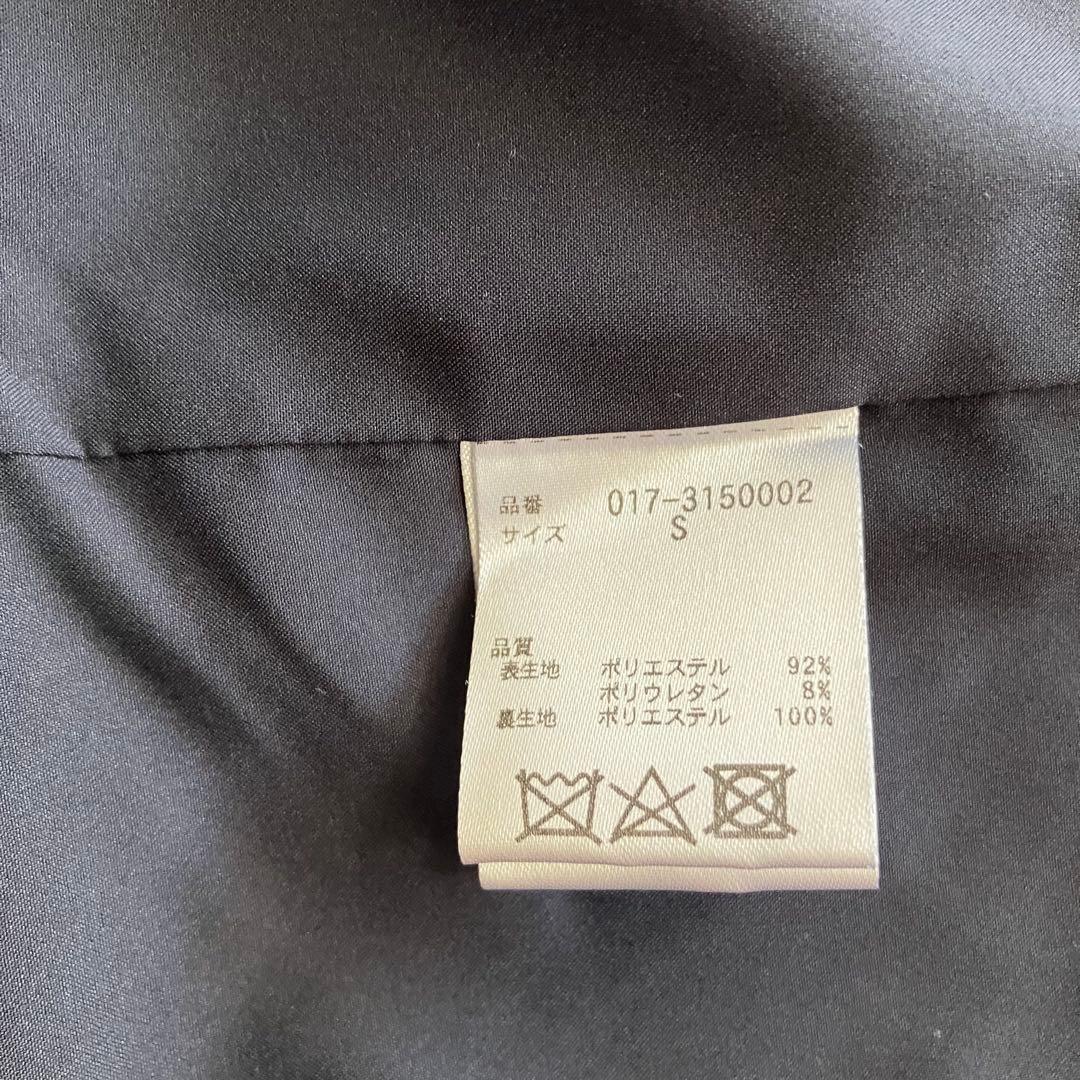 品番 017-3150002
サイズ S
品質
表生地 ポリエステル 92%
ポリウレタン 8%
裏生地 ポリエステル 100%